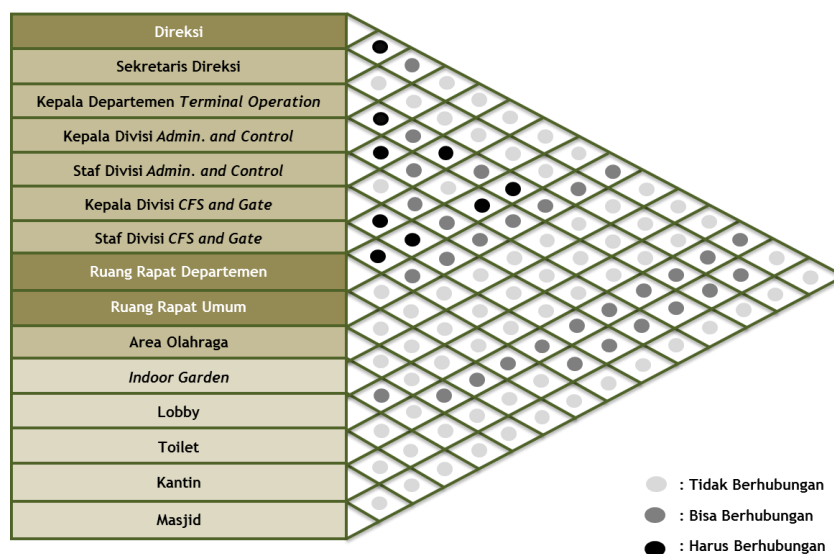 Direksi
Sekretaris Direksi
Kepala Departemen Terminal Operation
Kepala Divisi Admin. and Control
Staf Divisi Admin. and Control
Kepala Divisi CFS and Gate
Staf Divisi CFS and Gate
Ruang Rapat Departemen
Ruang Rapat Umum
Area Olahraga
Indoor Garden
Lobby
Toilet
Kantin
Masjid
: Tidak Berhubungan
: Bisa Berhubungan
: Harus Berhubungan